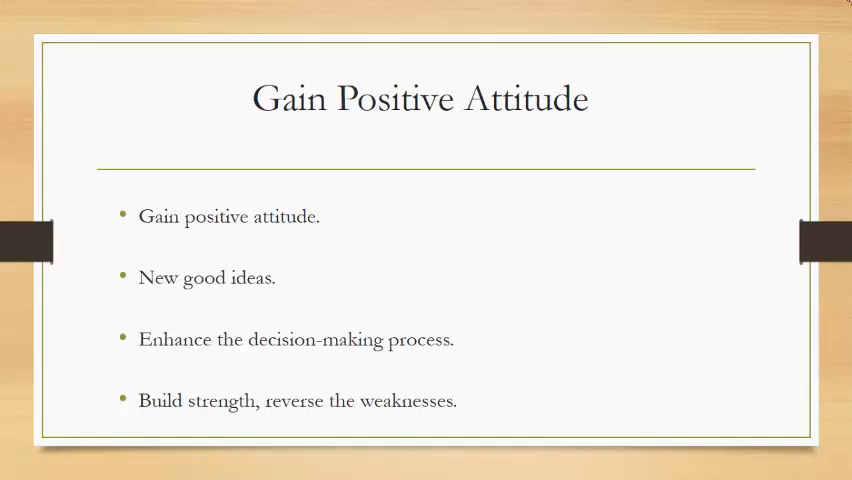 Gain Positive Attitude
• Gain positive attitude.
• New good ideas.
• Enhance the decision-making process.
• Build strength, reverse the weaknesses.